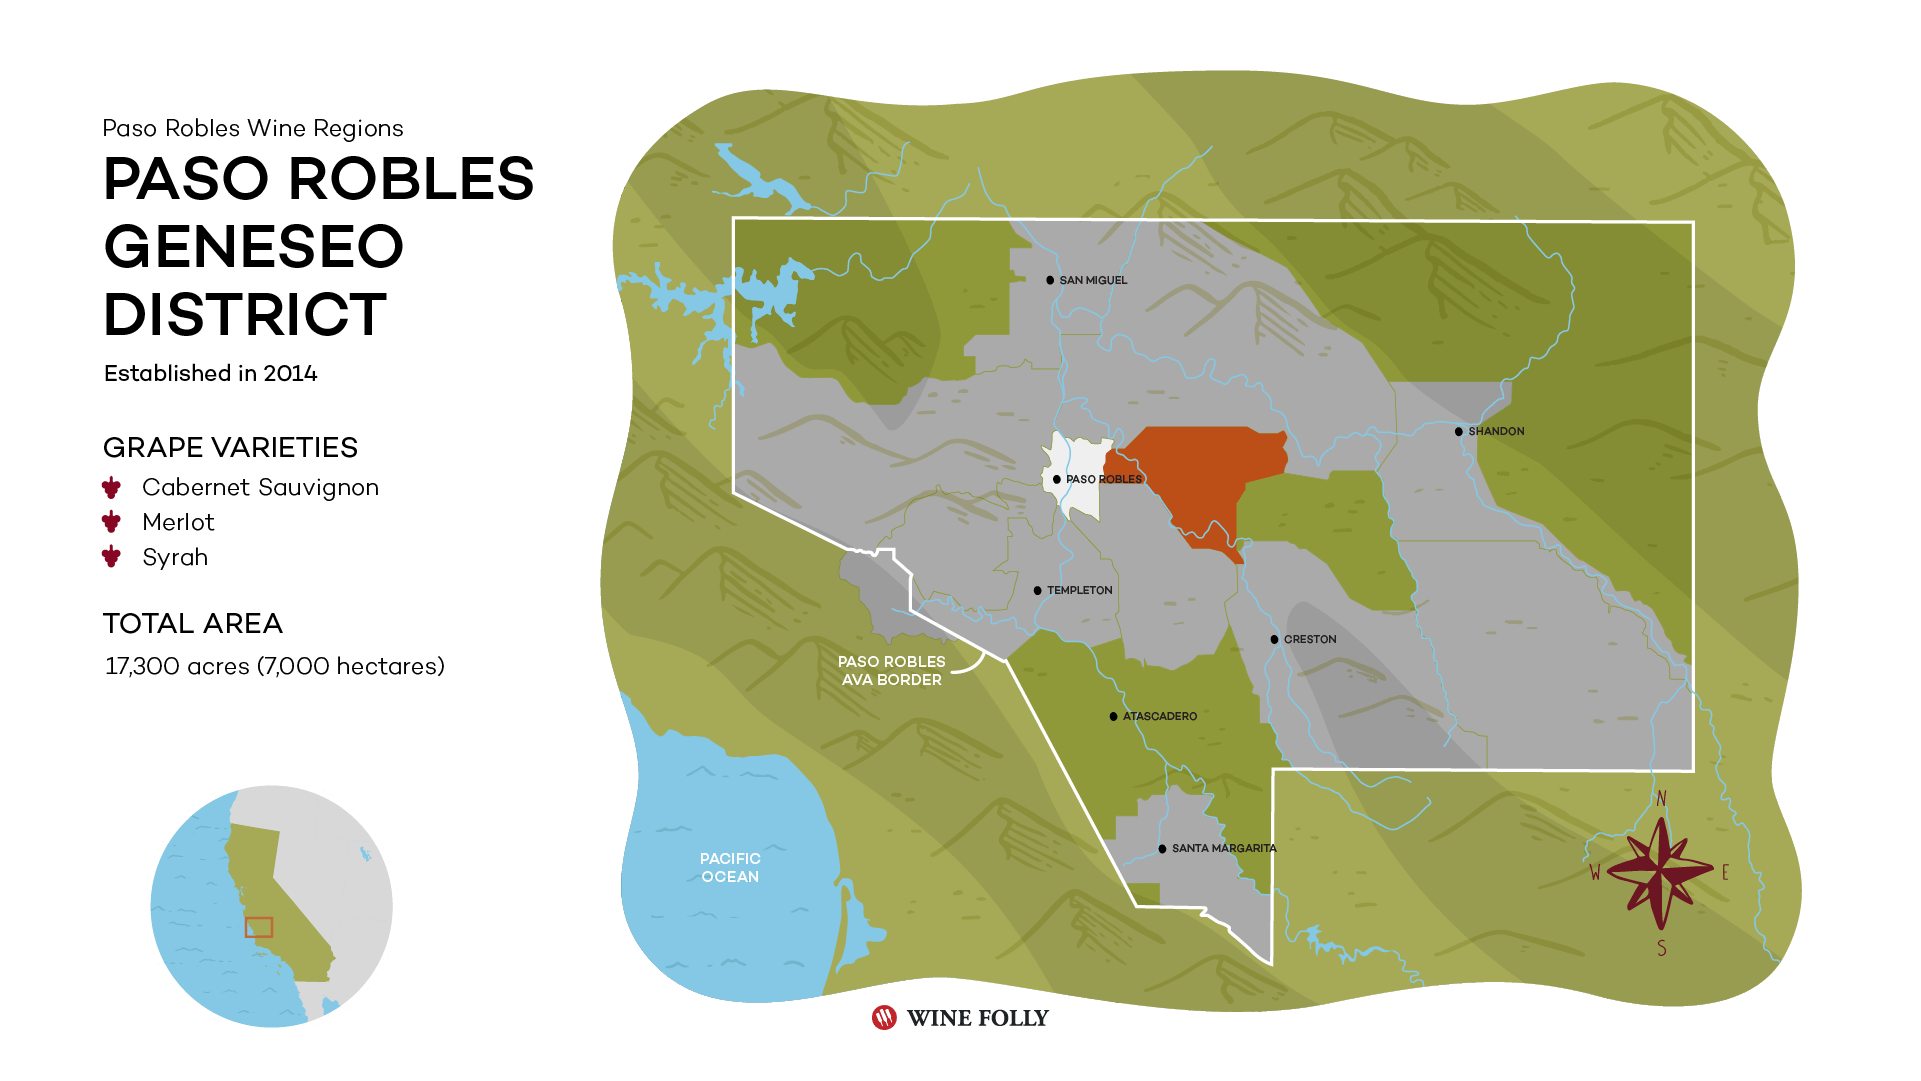 Paso Robles Wine Regions
PASO ROBLES
GENESEO
DISTRICT
Established in 2014
GRAPE VARIETIES
Cabernet Sauvignon
Merlot
Syrah
TOTAL AREA
17,300 acres (7,000 hectares)
SAN MIGUEL
SHANDON
PASO ROBLES
TEMPLETON
CRESTON
PASO ROBLES
AVA BORDER
ATASCADERO
SANTA MARGARITA
PACIFIC
OCEAN
N
W
E
S
WINE FOLLY